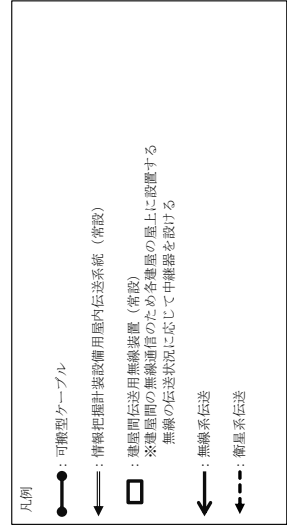 凡例
：可搬型ケーブル
：情報把握計装設備用屋内伝送系統（常設）
：建屋間伝送用無線装置（常設）
※建屋間の無線通信のため各建屋の屋上に設置する
無線の伝送状況に応じて中継器を設ける
：無線系伝送
：衛星系伝送